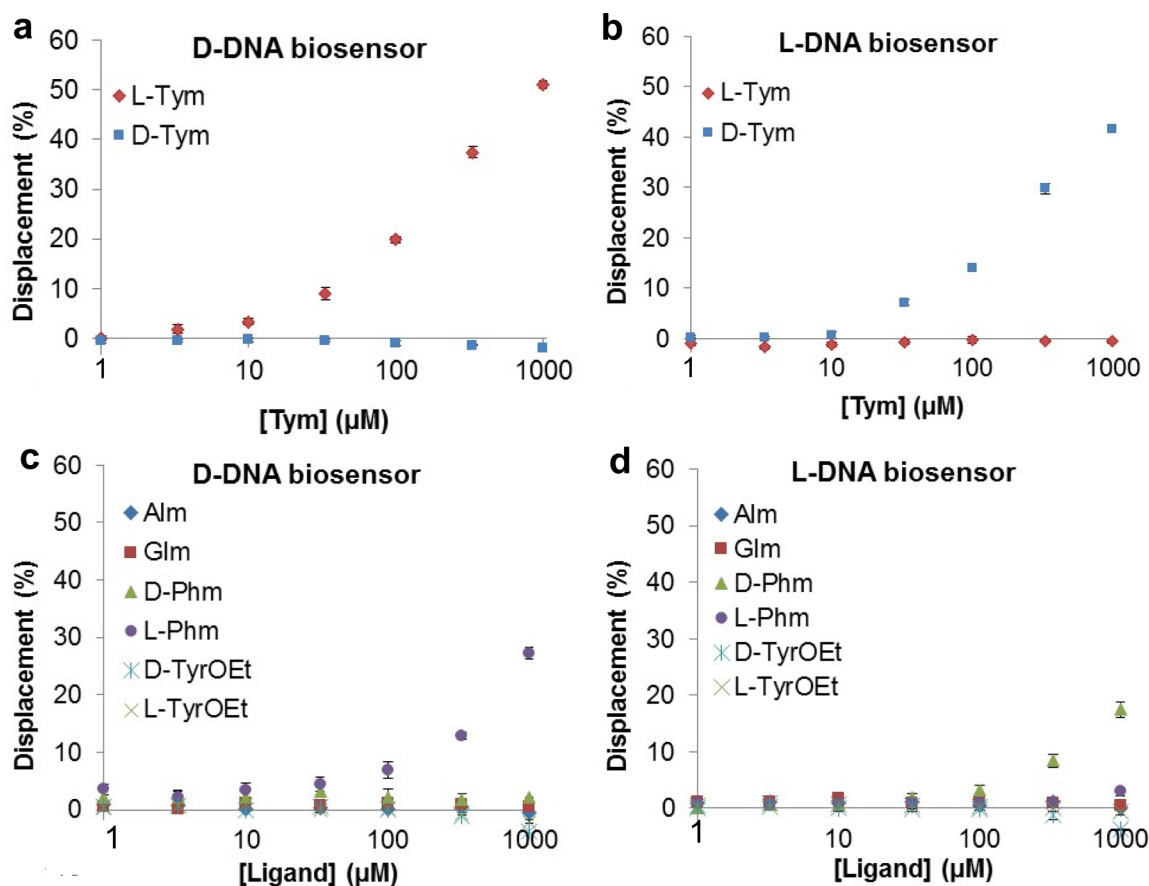 a
D-DNA biosensor
60
50
40
30
20
10
0
Displacement (%)
L-Tym
D-Tym
1
10
100
1000
[Tym] (µM)
b
L-DNA biosensor
60
50
40
30
20
10
0
Displacement (%)
L-Tym
D-Tym
1
10
100
1000
[Tym] (µM)
c
D-DNA biosensor
60
50
40
30
20
10
0
Displacement (%)
Alm
Glm
D-Phm
L-Phm
D-TyrOEt
L-TyrOEt
1
10
100
1000
[Ligand] (µM)
d
L-DNA biosensor
60
50
40
30
20
10
0
Displacement (%)
Alm
Glm
D-Phm
L-Phm
D-TyrOEt
L-TyrOEt
1
10
100
1000
[Ligand] (µM)